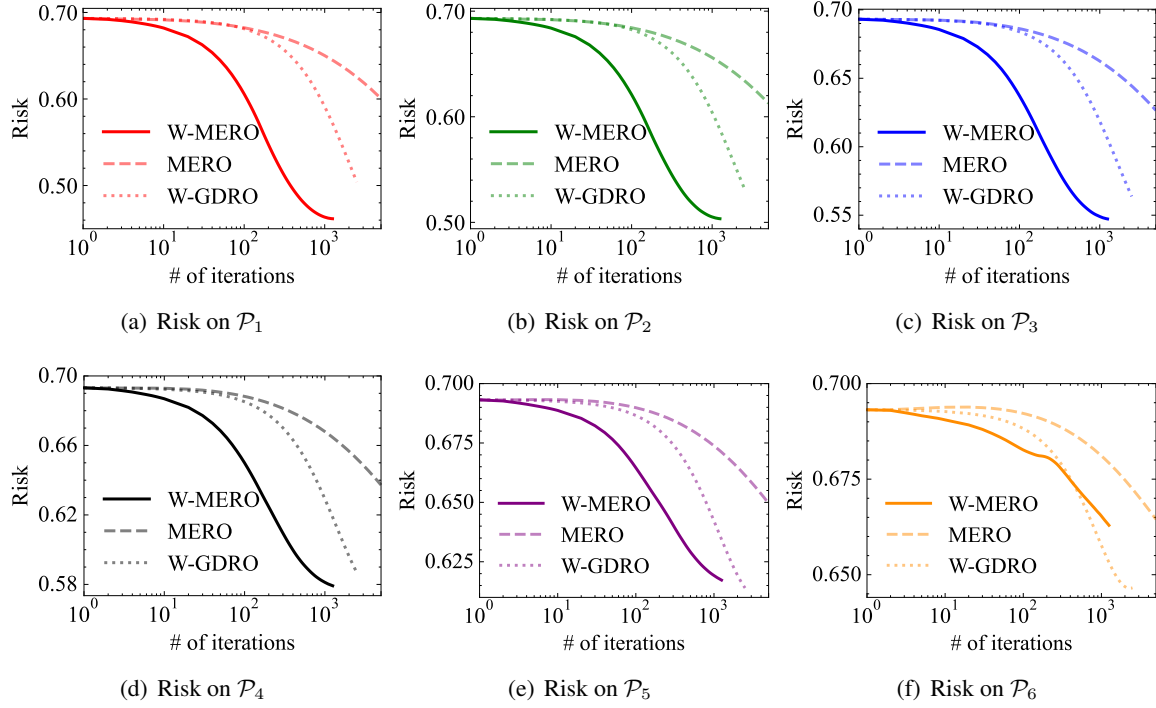 0.70
0.60
0.50
Risk
W-MERO
MERO
W-GDRO
10^0 10^1 10^2 10^3
# of iterations
(a) Risk on 𝒫₁
0.70
0.60
0.50
Risk
W-MERO
MERO
W-GDRO
10^0 10^1 10^2 10^3
# of iterations
(b) Risk on 𝒫₂
0.70
0.65
0.60
0.55
Risk
W-MERO
MERO
W-GDRO
10^0 10^1 10^2 10^3
# of iterations
(c) Risk on 𝒫₃
0.70
0.66
0.62
0.58
Risk
W-MERO
MERO
W-GDRO
10^0 10^1 10^2 10^3
# of iterations
(d) Risk on 𝒫₄
0.700
0.675
0.650
0.625
Risk
W-MERO
MERO
W-GDRO
10^0 10^1 10^2 10^3
# of iterations
(e) Risk on 𝒫₅
0.700
0.675
0.650
Risk
W-MERO
MERO
W-GDRO
10^0 10^1 10^2 10^3
# of iterations
(f) Risk on 𝒫₆